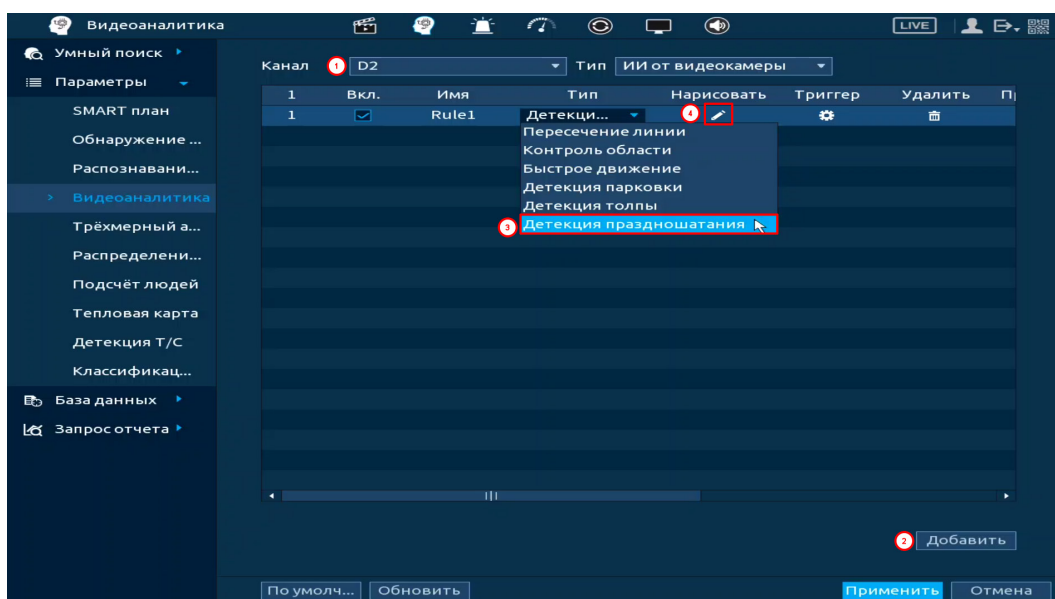 Видеоаналитика
LIVE
Умный поиск
Параметры
SMART план
Обнаружение ...
Распознавани...
Видеоаналитика
Трёхмерный а...
Распределени...
Подсчёт людей
Тепловая карта
Детекция Т/С
Классификац...
База данных
Запрос отчета
Канал 1 D2 Тип ИИ от видеокамеры
1 Вкл. Имя Тип Нарисовать Триггер Удалить
1 Rule1 Детекци... 4
Пересечение линии
Контроль области
Быстрое движение
Детекция парковки
Детекция толпы
3 Детекция праздношатания
2 Добавить
По умолч... Обновить Применить Отмена